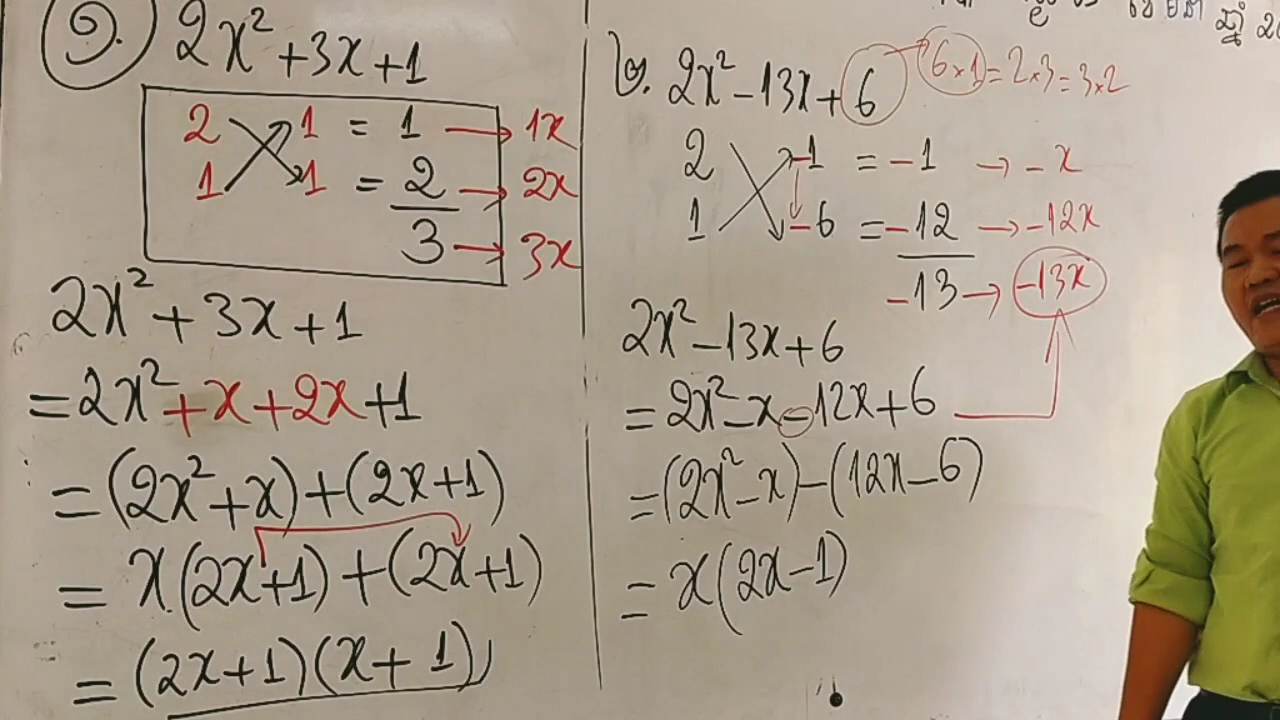 ១. 2x² + 3x + 1
2 1 = 1 → 1x
1 1 = 2 → 2x
3 → 3x
2x² + 3x + 1
= 2x² + x + 2x + 1
= (2x² + x) + (2x + 1)
= x(2x + 1) + (2x + 1)
= (2x + 1)(x + 1)
២. 2x² - 13x + 6 → 6×1 = 2×3 = 3×2
2 -1 = -1 → -x
1 -6 = -12 → -12x
-13 → -13x
2x² - 13x + 6
= 2x² - x - 12x + 6
= (2x² - x) - (12x - 6)
= x(2x - 1)